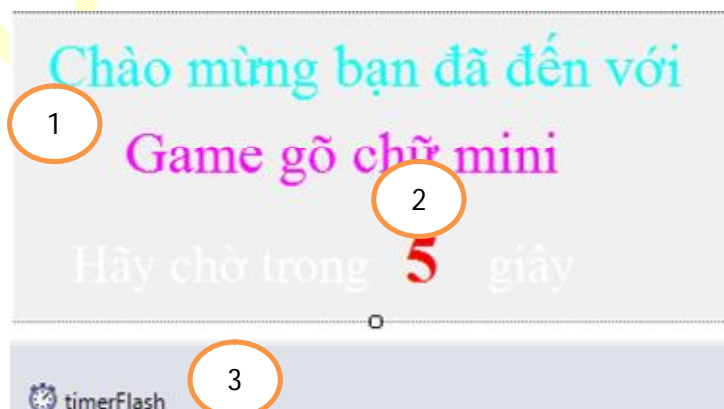 Chào mừng bạn đã đến với
1
Game gõ chữ mini
2
Hãy chờ trong 5 giây
3
timerFlash